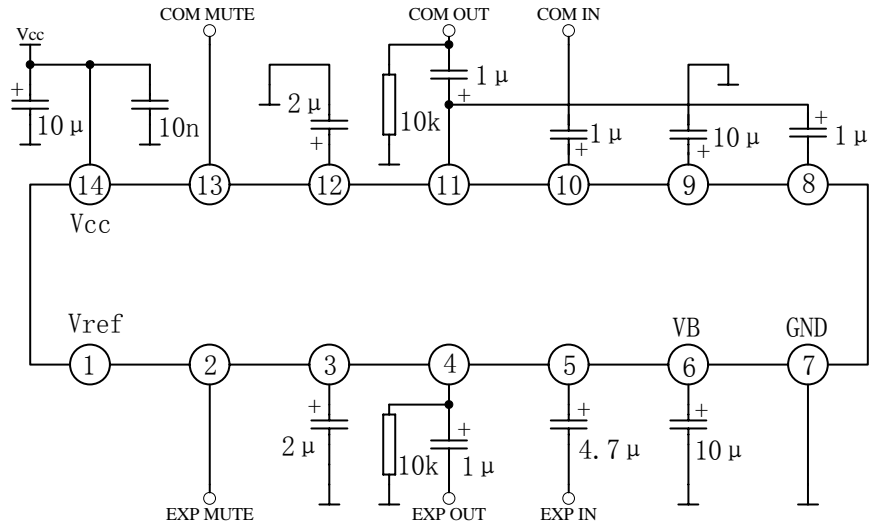 COM MUTE
COM OUT
COM IN
Vcc
+
10μ
10n
2μ
+
10k
1μ
+
1μ
+
10μ
+
+
1μ
14
13
12
11
10
9
8
Vcc
Vref
VB
GND
1
2
3
4
5
6
7
+
2μ
10k
+
1μ
+
4.7μ
+
10μ
EXP MUTE
EXP OUT
EXP IN